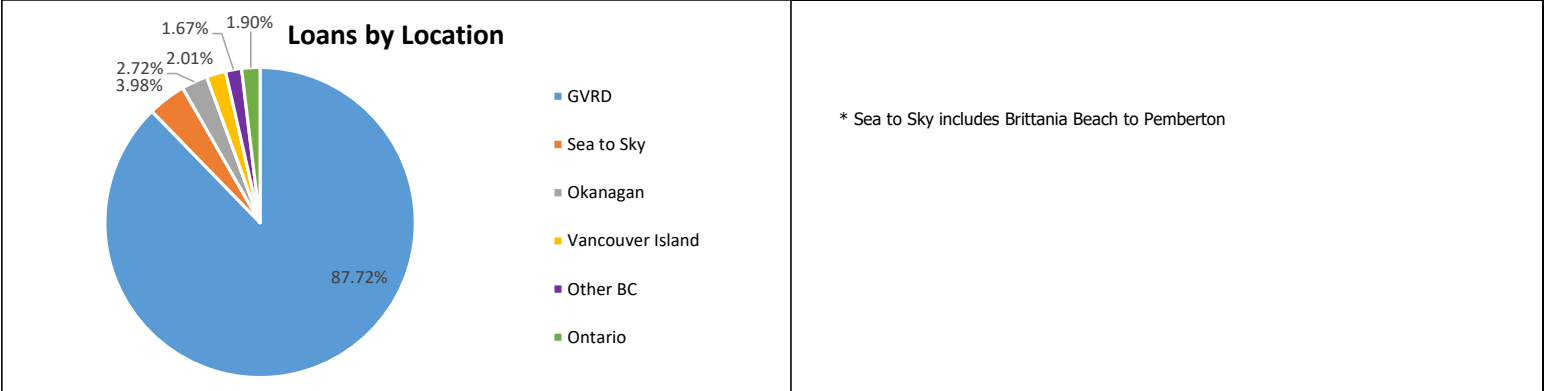 Loans by Location
1.67%
1.90%
2.01%
2.72%
3.98%
87.72%
GVRD
Sea to Sky
Okanagan
Vancouver Island
Other BC
Ontario
* Sea to Sky includes Brittania Beach to Pemberton